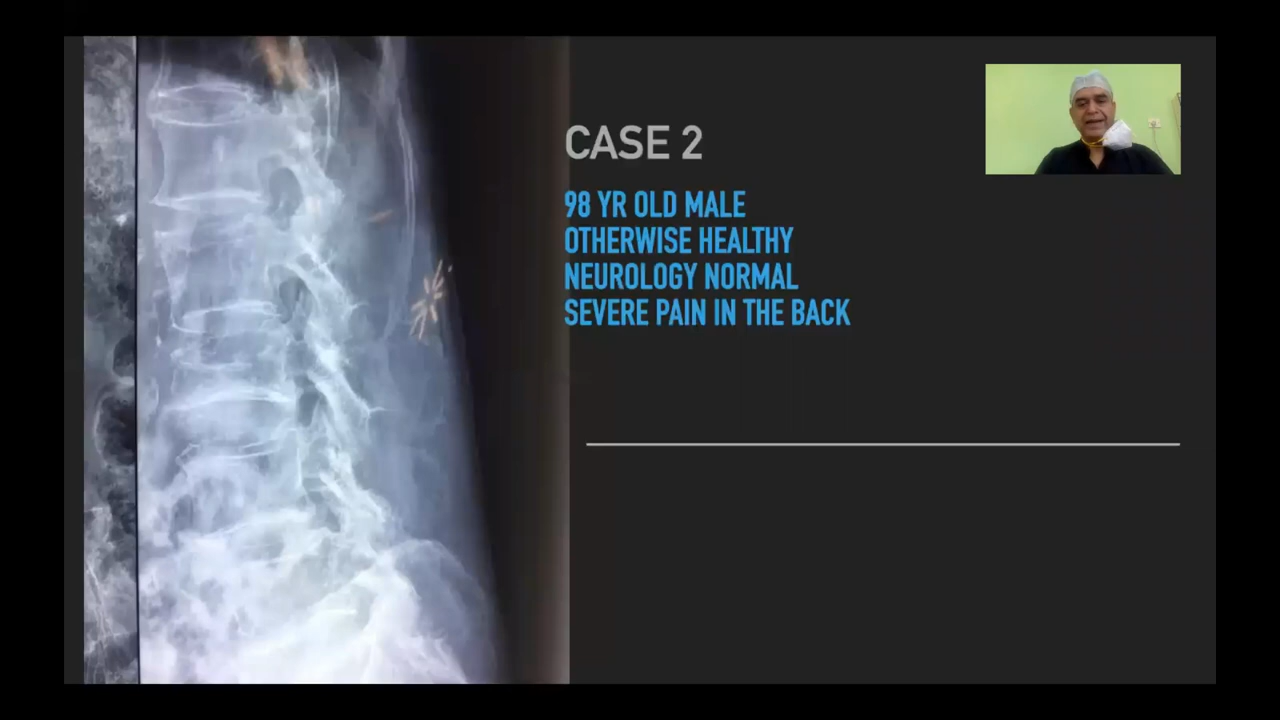 CASE 2
98 YR OLD MALE
OTHERWISE HEALTHY
NEUROLOGY NORMAL
SEVERE PAIN IN THE BACK